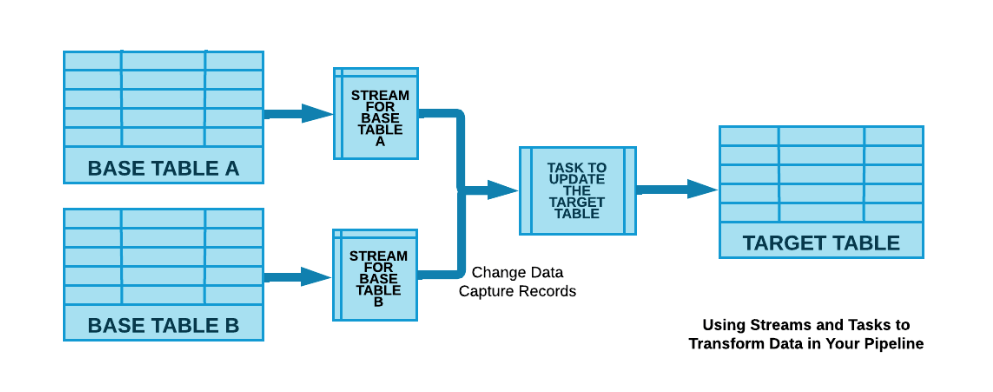 BASE TABLE A
STREAM
FOR
BASE
TABLE
A
BASE TABLE B
STREAM
FOR
BASE
TABLE
B
Change Data
Capture Records
TASK TO
UPDATE
THE
TARGET
TABLE
TARGET TABLE
Using Streams and Tasks to
Transform Data in Your Pipeline